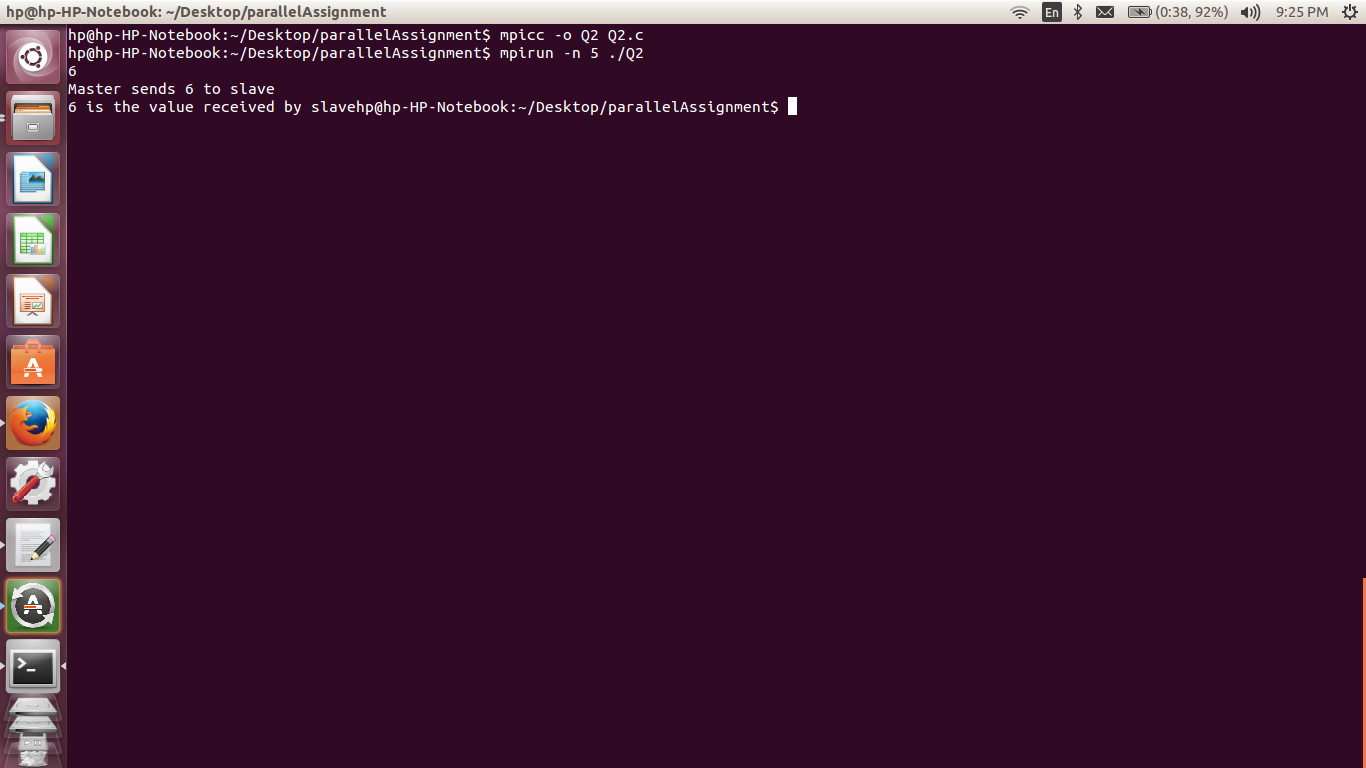 hp@hp-HP-Notebook: ~/Desktop/parallelAssignment En (0:38, 92%) 9:25 PM
hp@hp-HP-Notebook:~/Desktop/parallelAssignment$ mpicc -o Q2 Q2.c
hp@hp-HP-Notebook:~/Desktop/parallelAssignment$ mpirun -n 5 ./Q2
6
Master sends 6 to slave
6 is the value received by slavehp@hp-HP-Notebook:~/Desktop/parallelAssignment$